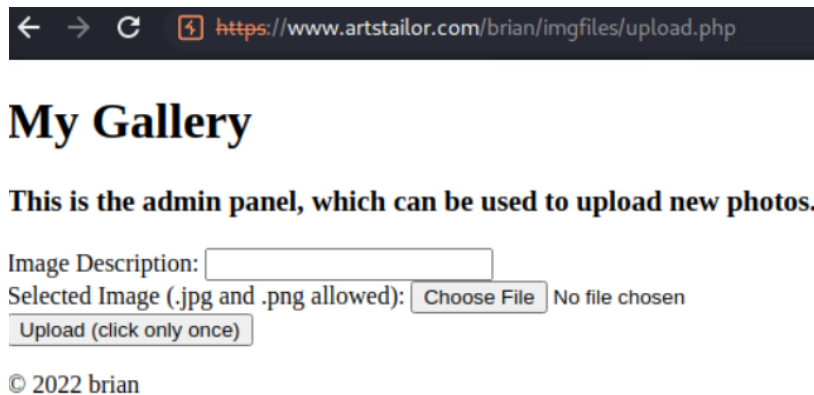 https://www.artstailor.com/brian/imgfiles/upload.php
My Gallery
This is the admin panel, which can be used to upload new photos.
Image Description:
Selected Image (.jpg and .png allowed): Choose File No file chosen
Upload (click only once)
© 2022 brian